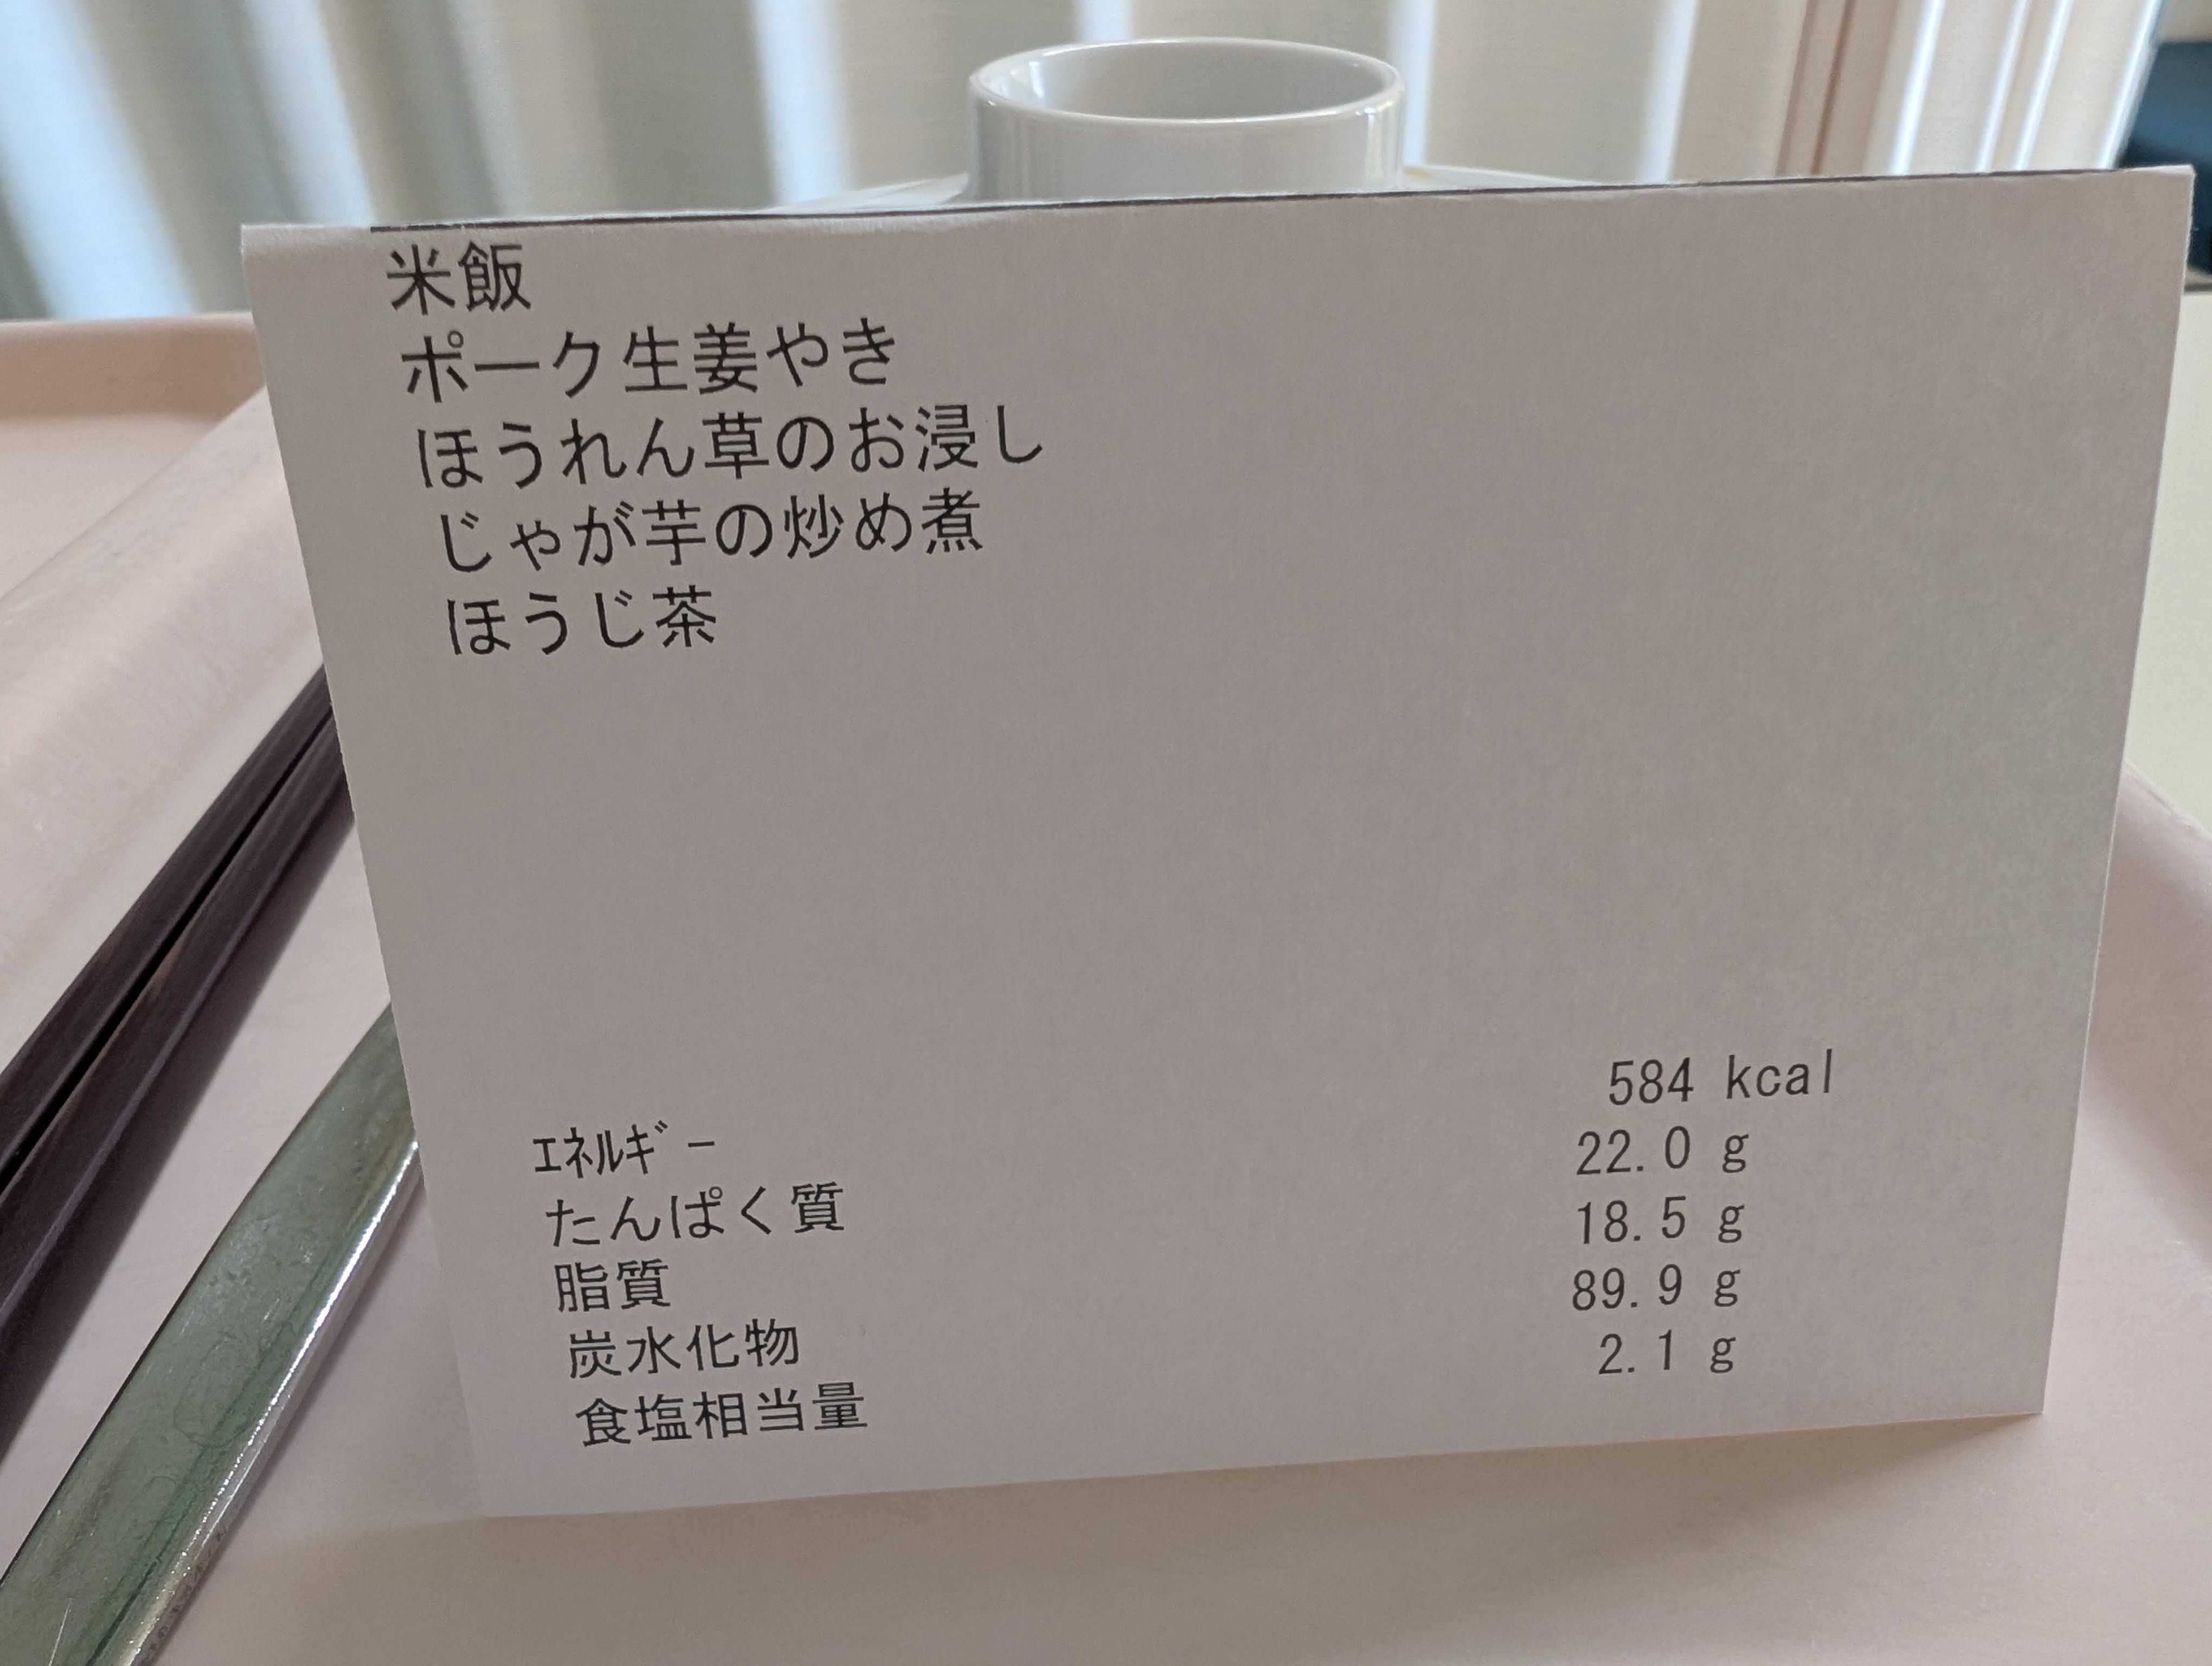 米飯
ポーク生姜やき
ほうれん草のお浸し
じゃが芋の炒め煮
ほうじ茶
ｴﾈﾙｷﾞｰ 584 kcal
たんぱく質 22.0 g
脂質 18.5 g
炭水化物 89.9 g
食塩相当量 2.1 g